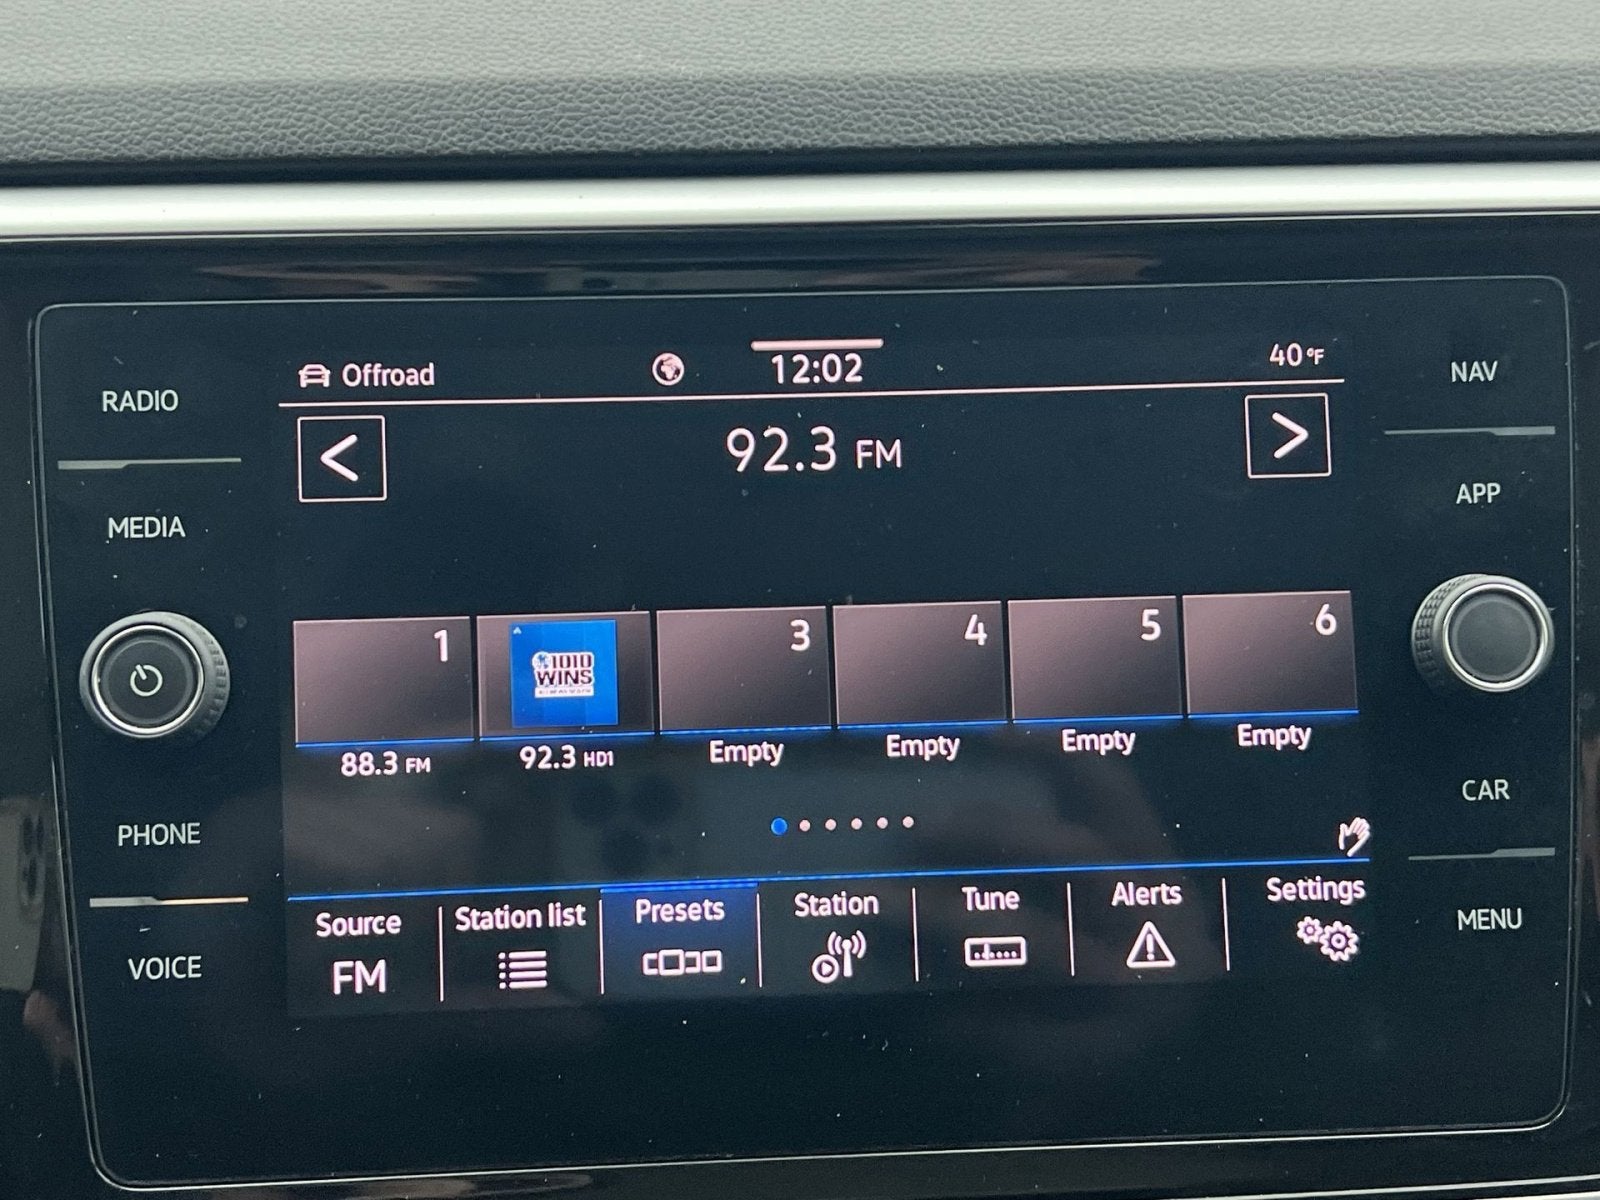 RADIO
MEDIA
PHONE
VOICE
Offroad
12:02
40°F
<
92.3 FM
>
1
1010
WINS
3
4
5
6
88.3 FM
92.3 HD1
Empty
Empty
Empty
Empty
Source
FM
Station list
Presets
Station
Tune
Alerts
Settings
NAV
APP
CAR
MENU